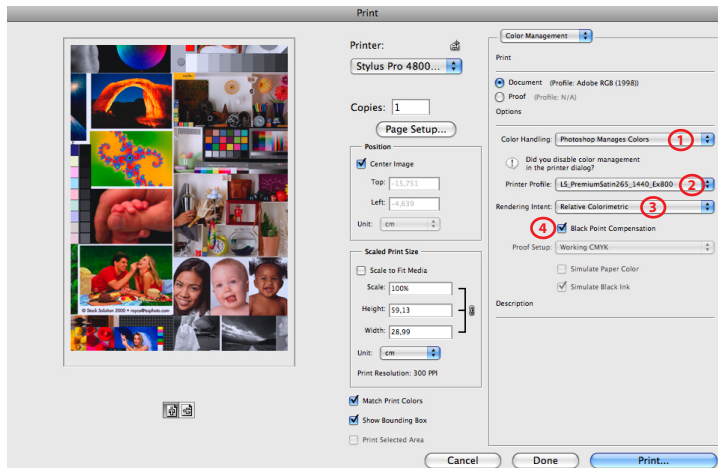 Print
Printer:
Stylus Pro 4800...
Copies: 1
Page Setup...
Position
Center Image
Top: -15,751
Left: -4,639
Unit: cm
Scaled Print Size
Scale to Fit Media
Scale: 100%
Height: 59,13
Width: 28,99
Unit: cm
Print Resolution: 300 PPI
Match Print Colors
Show Bounding Box
Print Selected Area
Color Management
Print
Document (Profile: Adobe RGB (1998))
Proof (Profile: N/A)
Options
Color Handling: Photoshop Manages Colors 1
Did you disable color management
in the printer dialog?
Printer Profile: LS_PremiumSatin265_1440_Ex800 2
Rendering Intent: Relative Colorimetric 3
4 Black Point Compensation
Proof Setup: Working CMYK
Simulate Paper Color
Simulate Black Ink
Description
Cancel
Done
Print...